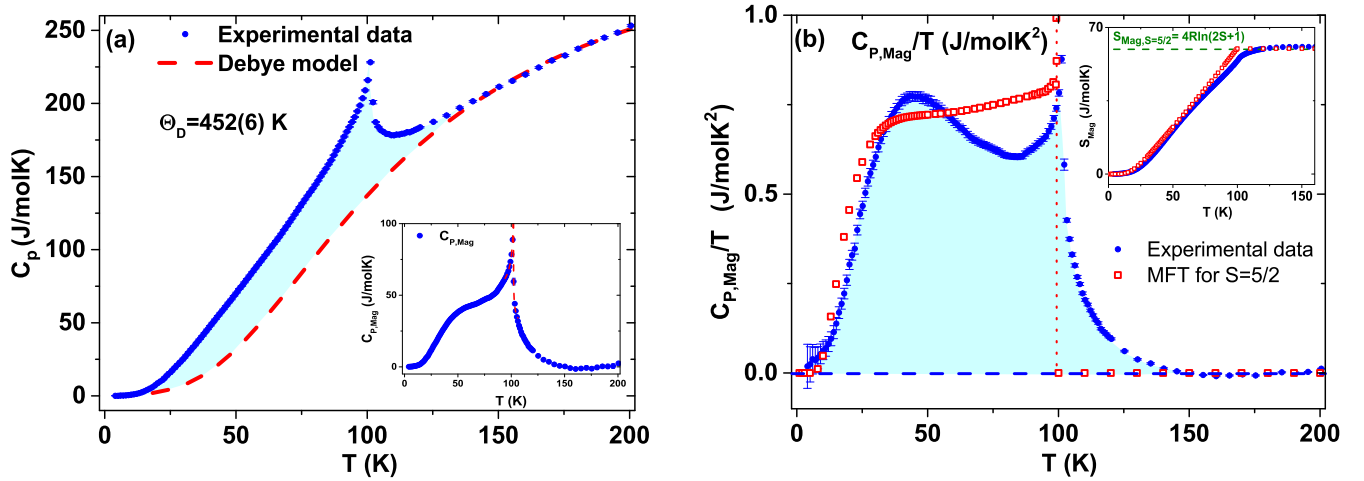 (a)
Experimental data
Debye model
Θ_D=452(6) K
C_p (J/molK)
250
200
150
100
50
0
0 50 100 150 200
T (K)
C_P,Mag
C_P,Mag (J/molK)
100
50
0
0 50 100 150 200
T (K)
(b)
C_P,Mag/T (J/molK²)
C_P,Mag/T (J/molK²)
1.0
0.5
0.0
0 50 100 150 200
T (K)
Experimental data
MFT for S=5/2
S_Mag,S=5/2= 4Rln(2S+1)
S_Mag (J/molK)
70
0
0 50 100 150
T (K)